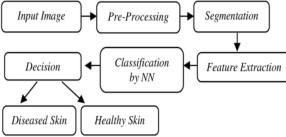 Input Image
Pre-Processing
Segmentation
Feature Extraction
Classification
by NN
Decision
Diseased Skin
Healthy Skin